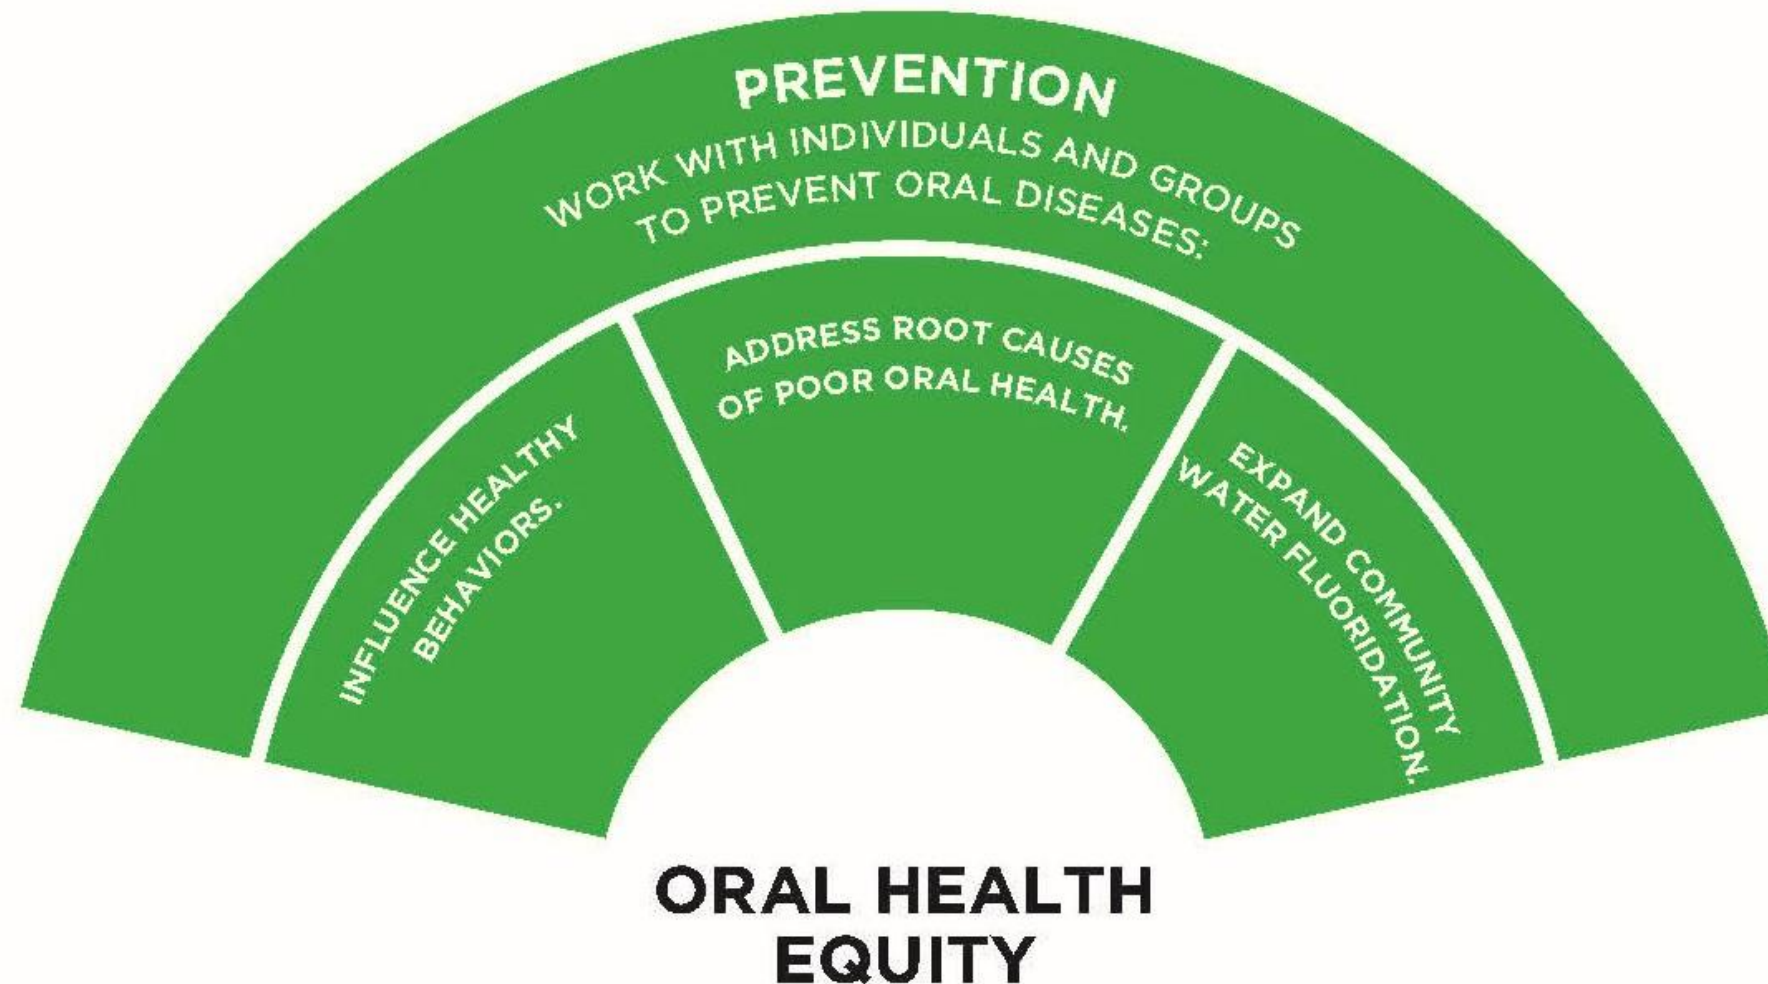 PREVENTION
WORK WITH INDIVIDUALS AND GROUPS
TO PREVENT ORAL DISEASES:
INFLUENCE HEALTHY
BEHAVIORS.
ADDRESS ROOT CAUSES
OF POOR ORAL HEALTH.
EXPAND COMMUNITY
WATER FLUORIDATION.
ORAL HEALTH
EQUITY